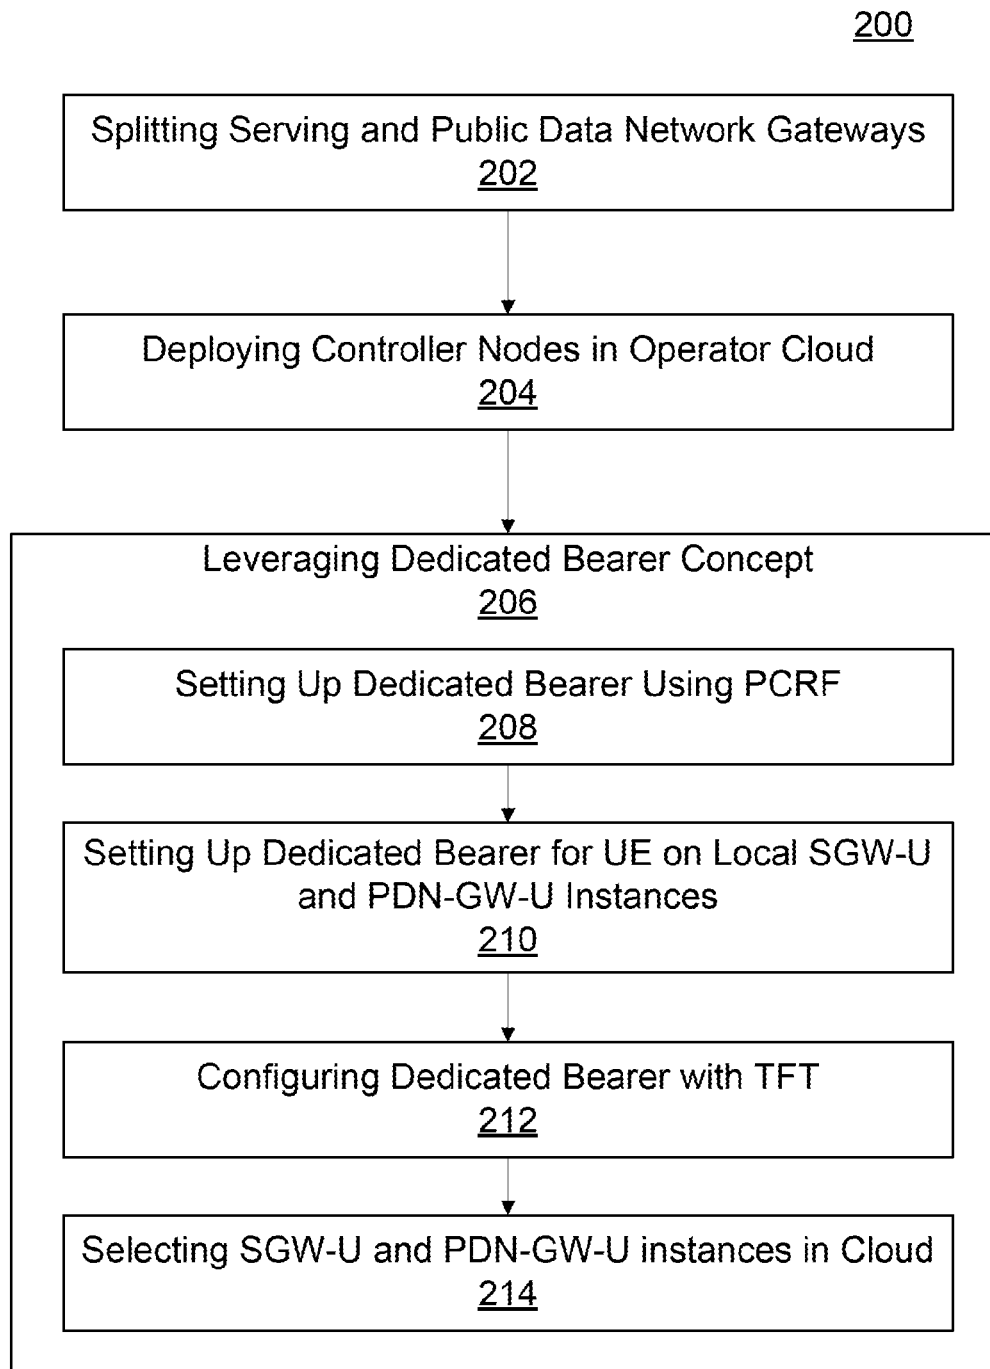 200
Splitting Serving and Public Data Network Gateways
202
Deploying Controller Nodes in Operator Cloud
204
Leveraging Dedicated Bearer Concept
206
Setting Up Dedicated Bearer Using PCRF
208
Setting Up Dedicated Bearer for UE on Local SGW-U
and PDN-GW-U Instances
210
Configuring Dedicated Bearer with TFT
212
Selecting SGW-U and PDN-GW-U instances in Cloud
214